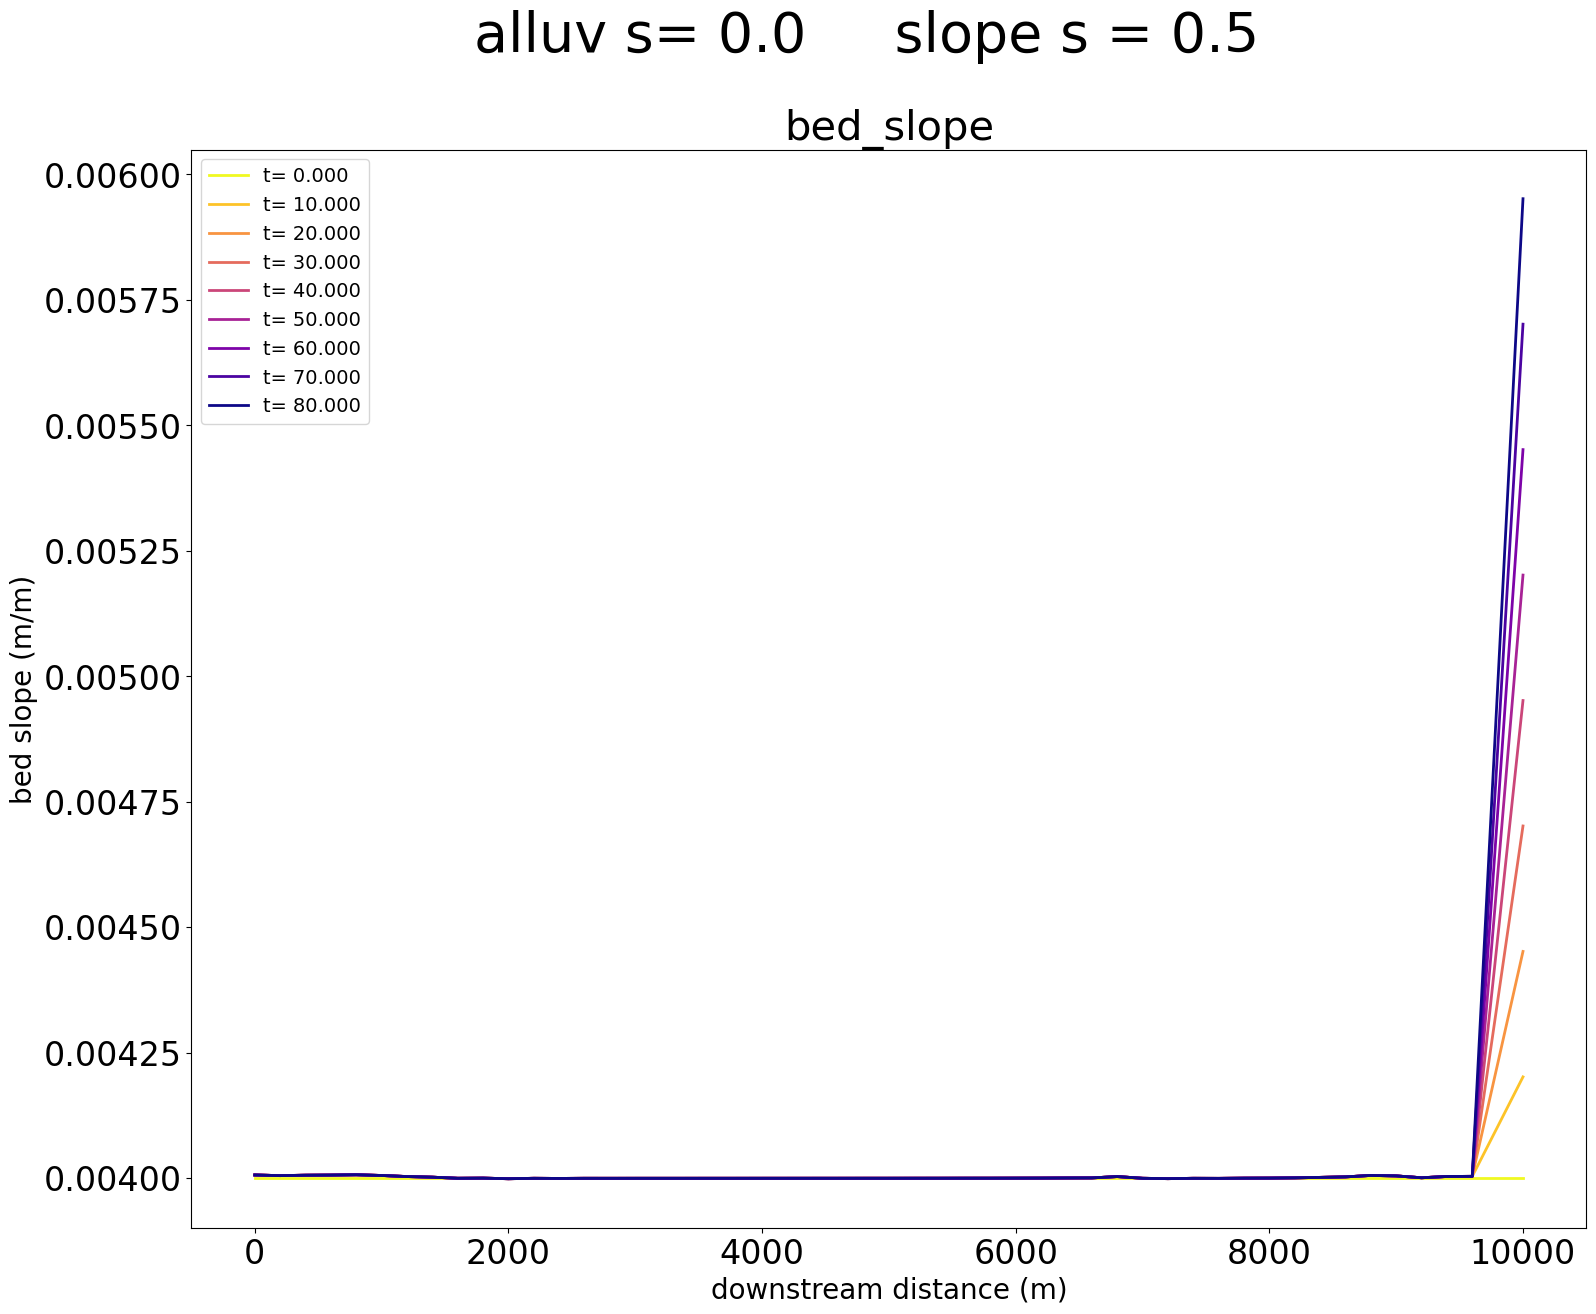 alluv s= 0.0     slope s = 0.5
bed_slope
0.00600
0.00575
0.00550
0.00525
0.00500
0.00475
0.00450
0.00425
0.00400
bed slope (m/m)
t= 0.000
t= 10.000
t= 20.000
t= 30.000
t= 40.000
t= 50.000
t= 60.000
t= 70.000
t= 80.000
0 2000 4000 6000 8000 10000
downstream distance (m)